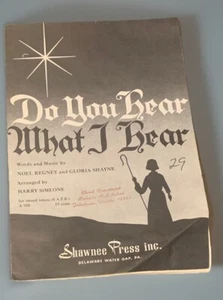 Do You Hear
What I Hear
Words and Music by
NOEL REGNEY and GLORIA SHAYNE
Arranged by
HARRY SIMEONE
29
Shawnee Press Inc.
DELAWARE WATER GAP, PA.